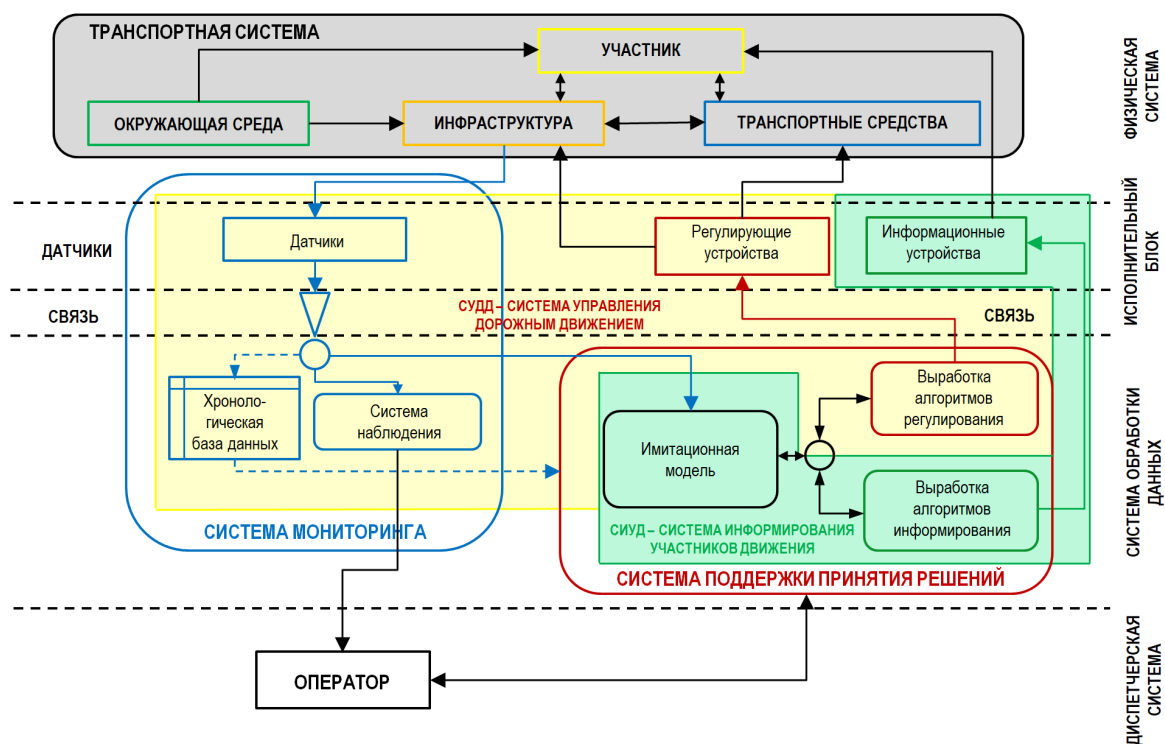 ТРАНСПОРТНАЯ СИСТЕМА
УЧАСТНИК
ОКРУЖАЮЩАЯ СРЕДА
ИНФРАСТРУКТУРА
ТРАНСПОРТНЫЕ СРЕДСТВА
ФИЗИЧЕСКАЯ
СИСТЕМА
ДАТЧИКИ
Датчики
Регулирующие
устройства
Информационные
устройства
ИСПОЛНИТЕЛЬНЫЙ
БЛОК
СВЯЗЬ
СУДД – СИСТЕМА УПРАВЛЕНИЯ
ДОРОЖНЫМ ДВИЖЕНИЕМ
СВЯЗЬ
Хроноло-
гическая
база данных
Система
наблюдения
Имитационная
модель
Выработка
алгоритмов
регулирования
Выработка
алгоритмов
информирования
СИСТЕМА МОНИТОРИНГА
СИУД – СИСТЕМА ИНФОРМИРОВАНИЯ
УЧАСТНИКОВ ДВИЖЕНИЯ
СИСТЕМА ПОДДЕРЖКИ ПРИНЯТИЯ РЕШЕНИЙ
СИСТЕМА ОБРАБОТКИ
ДАННЫХ
ОПЕРАТОР
ДИСПЕТЧЕРСКАЯ
СИСТЕМА